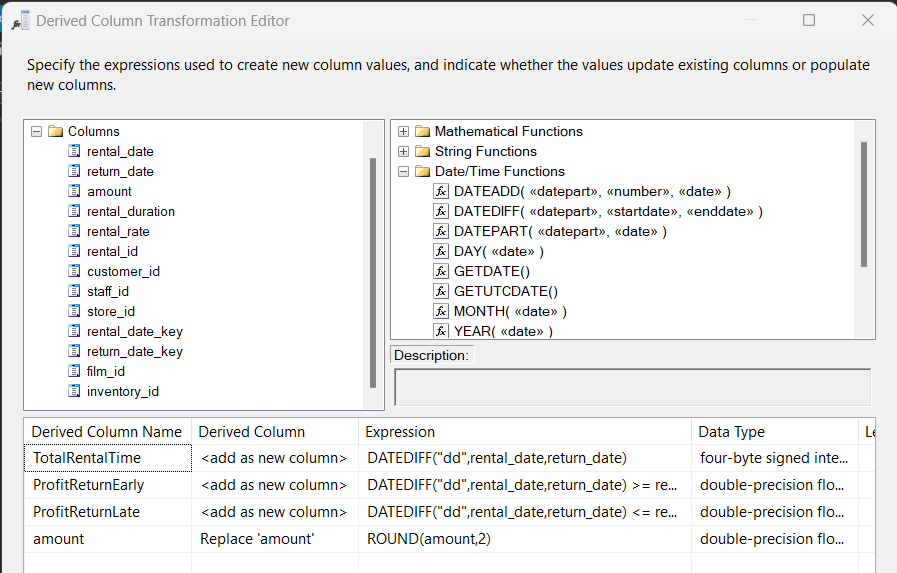 Derived Column Transformation Editor
Specify the expressions used to create new column values, and indicate whether the values update existing columns or populate
new columns.
Columns
rental_date
return_date
amount
rental_duration
rental_rate
rental_id
customer_id
staff_id
store_id
rental_date_key
return_date_key
film_id
inventory_id
Mathematical Functions
String Functions
Date/Time Functions
DATEADD( «datepart», «number», «date» )
DATEDIFF( «datepart», «startdate», «enddate» )
DATEPART( «datepart», «date» )
DAY( «date» )
GETDATE()
GETUTCDATE()
MONTH( «date» )
YEAR( «date» )
Description:
Derived Column Name Derived Column Expression Data Type Le
TotalRentalTime <add as new column> DATEDIFF("dd",rental_date,return_date) four-byte signed inte...
ProfitReturnEarly <add as new column> DATEDIFF("dd",rental_date,return_date) >= re... double-precision flo...
ProfitReturnLate <add as new column> DATEDIFF("dd",rental_date,return_date) <= re... double-precision flo...
amount Replace 'amount' ROUND(amount,2) double-precision flo...